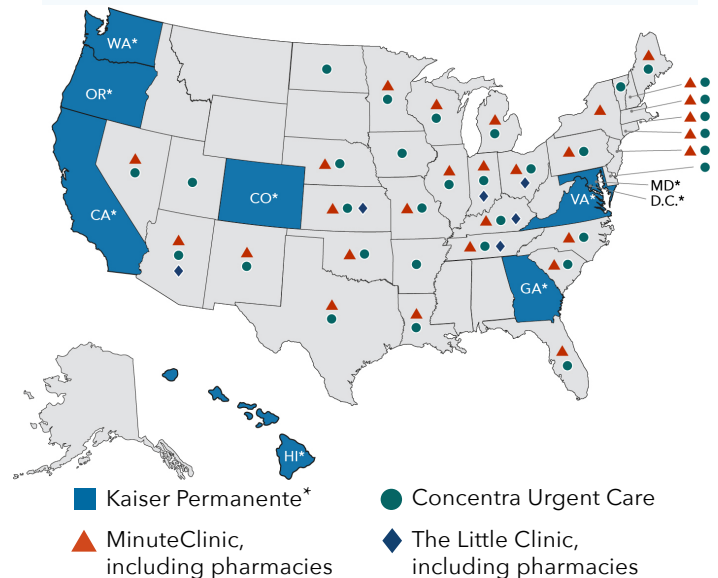 WA*
OR*
CA*
CO*
MD*
D.C.*
VA*
GA*
HI*
Kaiser Permanente*
Concentra Urgent Care
MinuteClinic,
including pharmacies
The Little Clinic,
including pharmacies